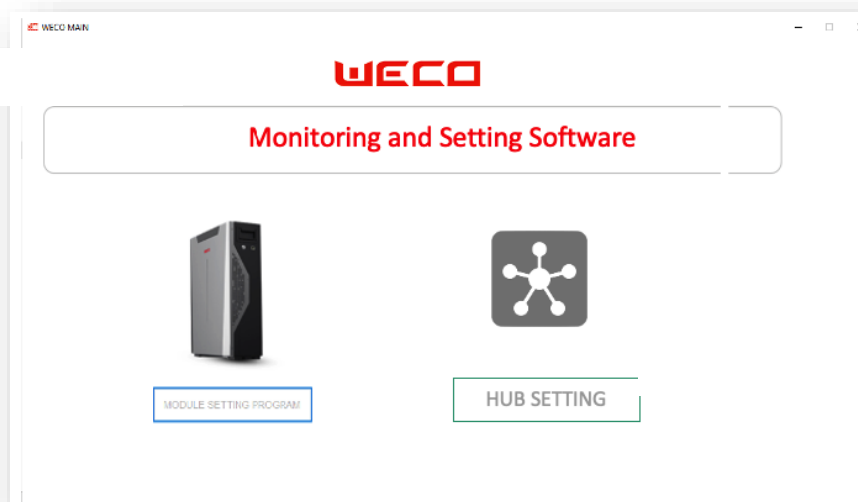 WECO MAIN
WECO
Monitoring and Setting Software
MODULE SETTING PROGRAM
HUB SETTING